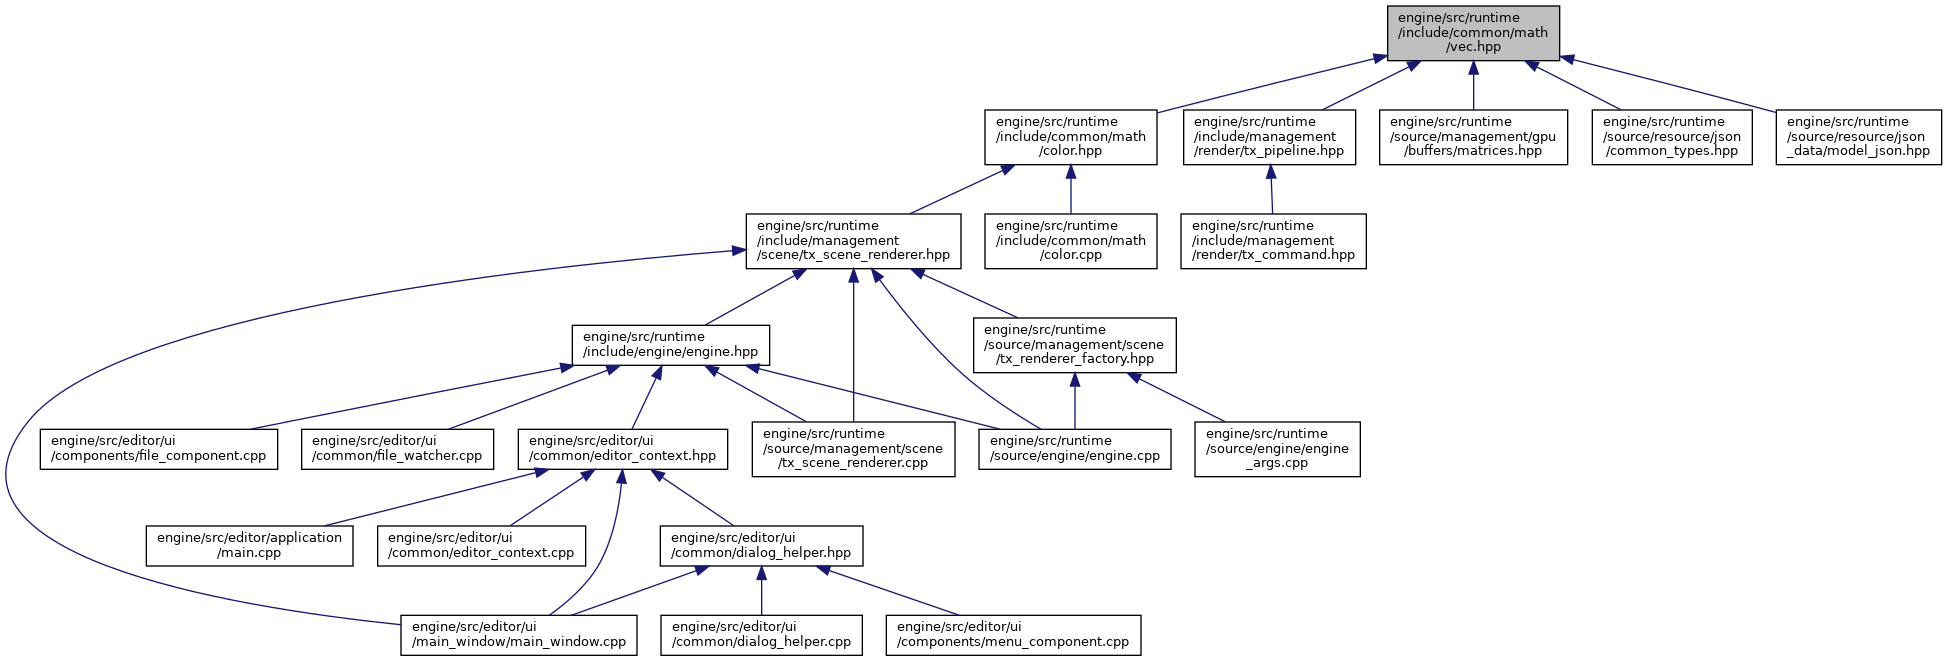 engine/src/runtime
/include/common/math
/vec.hpp
engine/src/runtime
/include/common/math
/color.hpp
engine/src/runtime
/include/management
/render/tx_pipeline.hpp
engine/src/runtime
/source/management/gpu
/buffers/matrices.hpp
engine/src/runtime
/source/resource/json
/common_types.hpp
engine/src/runtime
/source/resource/json
_data/model_json.hpp
engine/src/runtime
/include/management
/scene/tx_scene_renderer.hpp
engine/src/runtime
/include/common/math
/color.cpp
engine/src/runtime
/include/management
/render/tx_command.hpp
engine/src/runtime
/include/engine/engine.hpp
engine/src/runtime
/source/management/scene
/tx_renderer_factory.hpp
engine/src/editor/ui
/components/file_component.cpp
engine/src/editor/ui
/common/file_watcher.cpp
engine/src/editor/ui
/common/editor_context.hpp
engine/src/runtime
/source/management/scene
/tx_scene_renderer.cpp
engine/src/runtime
/source/engine/engine.cpp
engine/src/runtime
/source/engine/engine
_args.cpp
engine/src/editor/application
/main.cpp
engine/src/editor/ui
/common/editor_context.cpp
engine/src/editor/ui
/common/dialog_helper.hpp
engine/src/editor/ui
/main_window/main_window.cpp
engine/src/editor/ui
/common/dialog_helper.cpp
engine/src/editor/ui
/components/menu_component.cpp